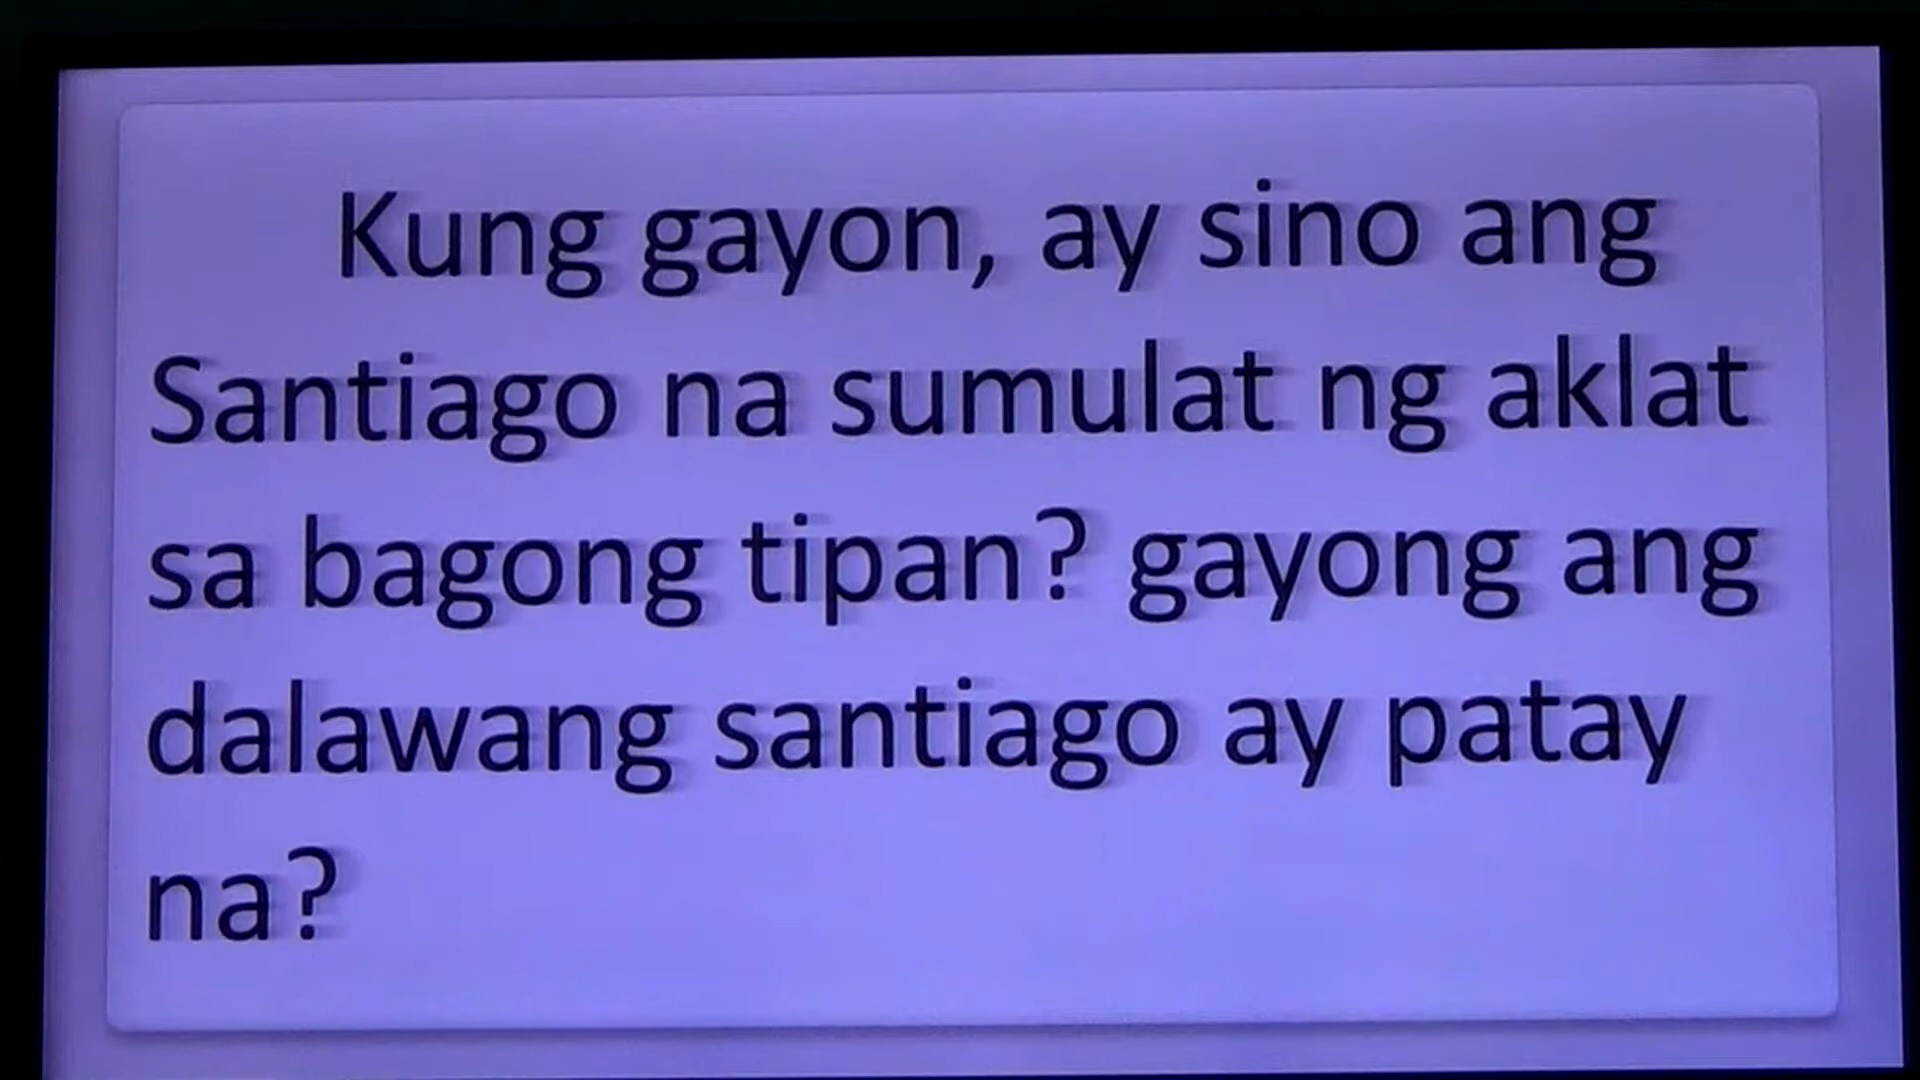 Kung gayon, ay sino ang
Santiago na sumulat ng aklat
sa bagong tipan? gayong ang
dalawang santiago ay patay
na?